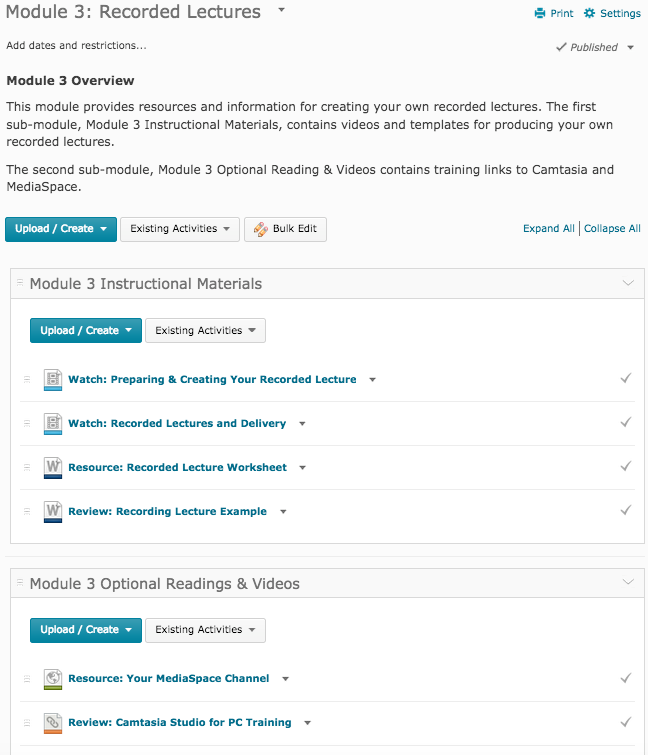 Module 3: Recorded Lectures
Print
Settings
Add dates and restrictions...
Published
Module 3 Overview
This module provides resources and information for creating your own recorded lectures. The first
sub-module, Module 3 Instructional Materials, contains videos and templates for producing your own
recorded lectures.
The second sub-module, Module 3 Optional Reading & Videos contains training links to Camtasia and
MediaSpace.
Upload / Create
Existing Activities
Bulk Edit
Expand All
Collapse All
Module 3 Instructional Materials
Upload / Create
Existing Activities
Watch: Preparing & Creating Your Recorded Lecture
Watch: Recorded Lectures and Delivery
W
Resource: Recorded Lecture Worksheet
W
Review: Recording Lecture Example
Module 3 Optional Readings & Videos
Upload / Create
Existing Activities
Resource: Your MediaSpace Channel
Review: Camtasia Studio for PC Training